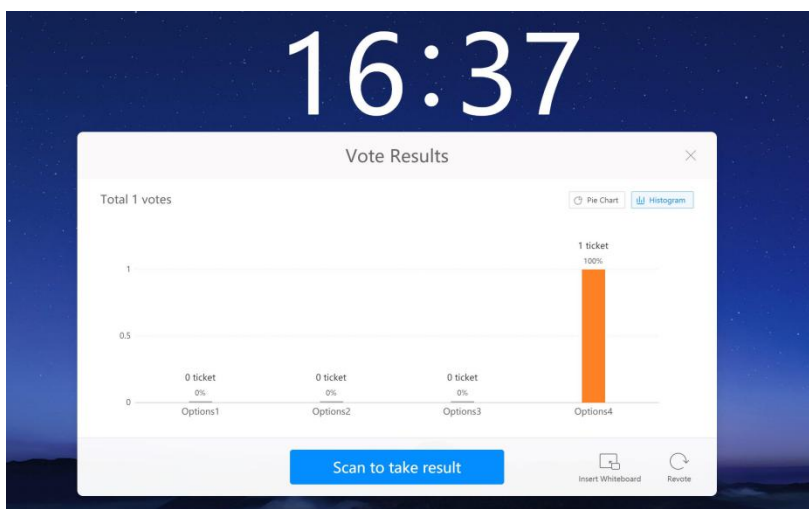 16:37
Vote Results
Total 1 votes
Pie Chart
Histogram
1 ticket
100%
1
0.5
0 ticket
0 ticket
0 ticket
0%
0%
0%
0
Options1
Options2
Options3
Options4
Scan to take result
Insert Whiteboard
Revote